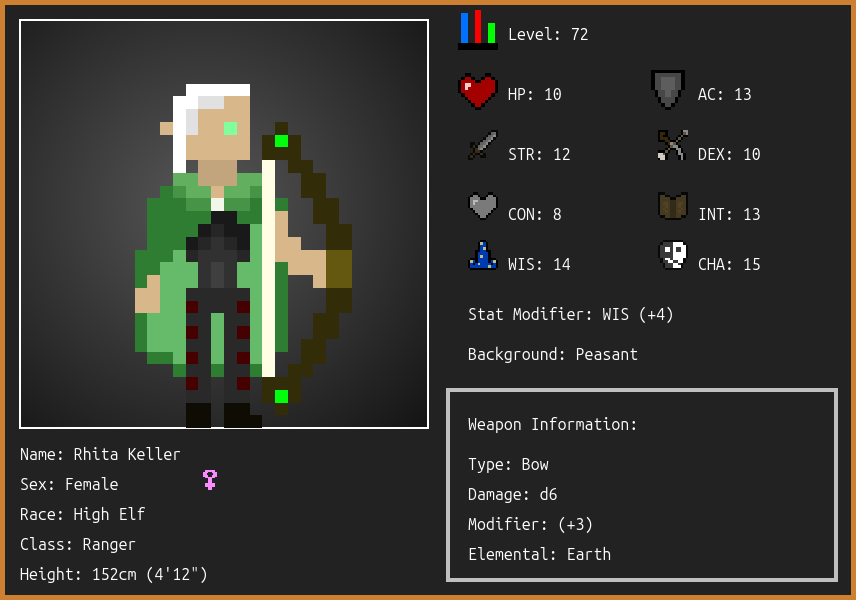 Level: 72
HP: 10
AC: 13
STR: 12
DEX: 10
CON: 8
INT: 13
WIS: 14
CHA: 15
Stat Modifier: WIS (+4)
Background: Peasant
Weapon Information:
Type: Bow
Damage: d6
Modifier: (+3)
Elemental: Earth
Name: Rhita Keller
Sex: Female
Race: High Elf
Class: Ranger
Height: 152cm (4'12")